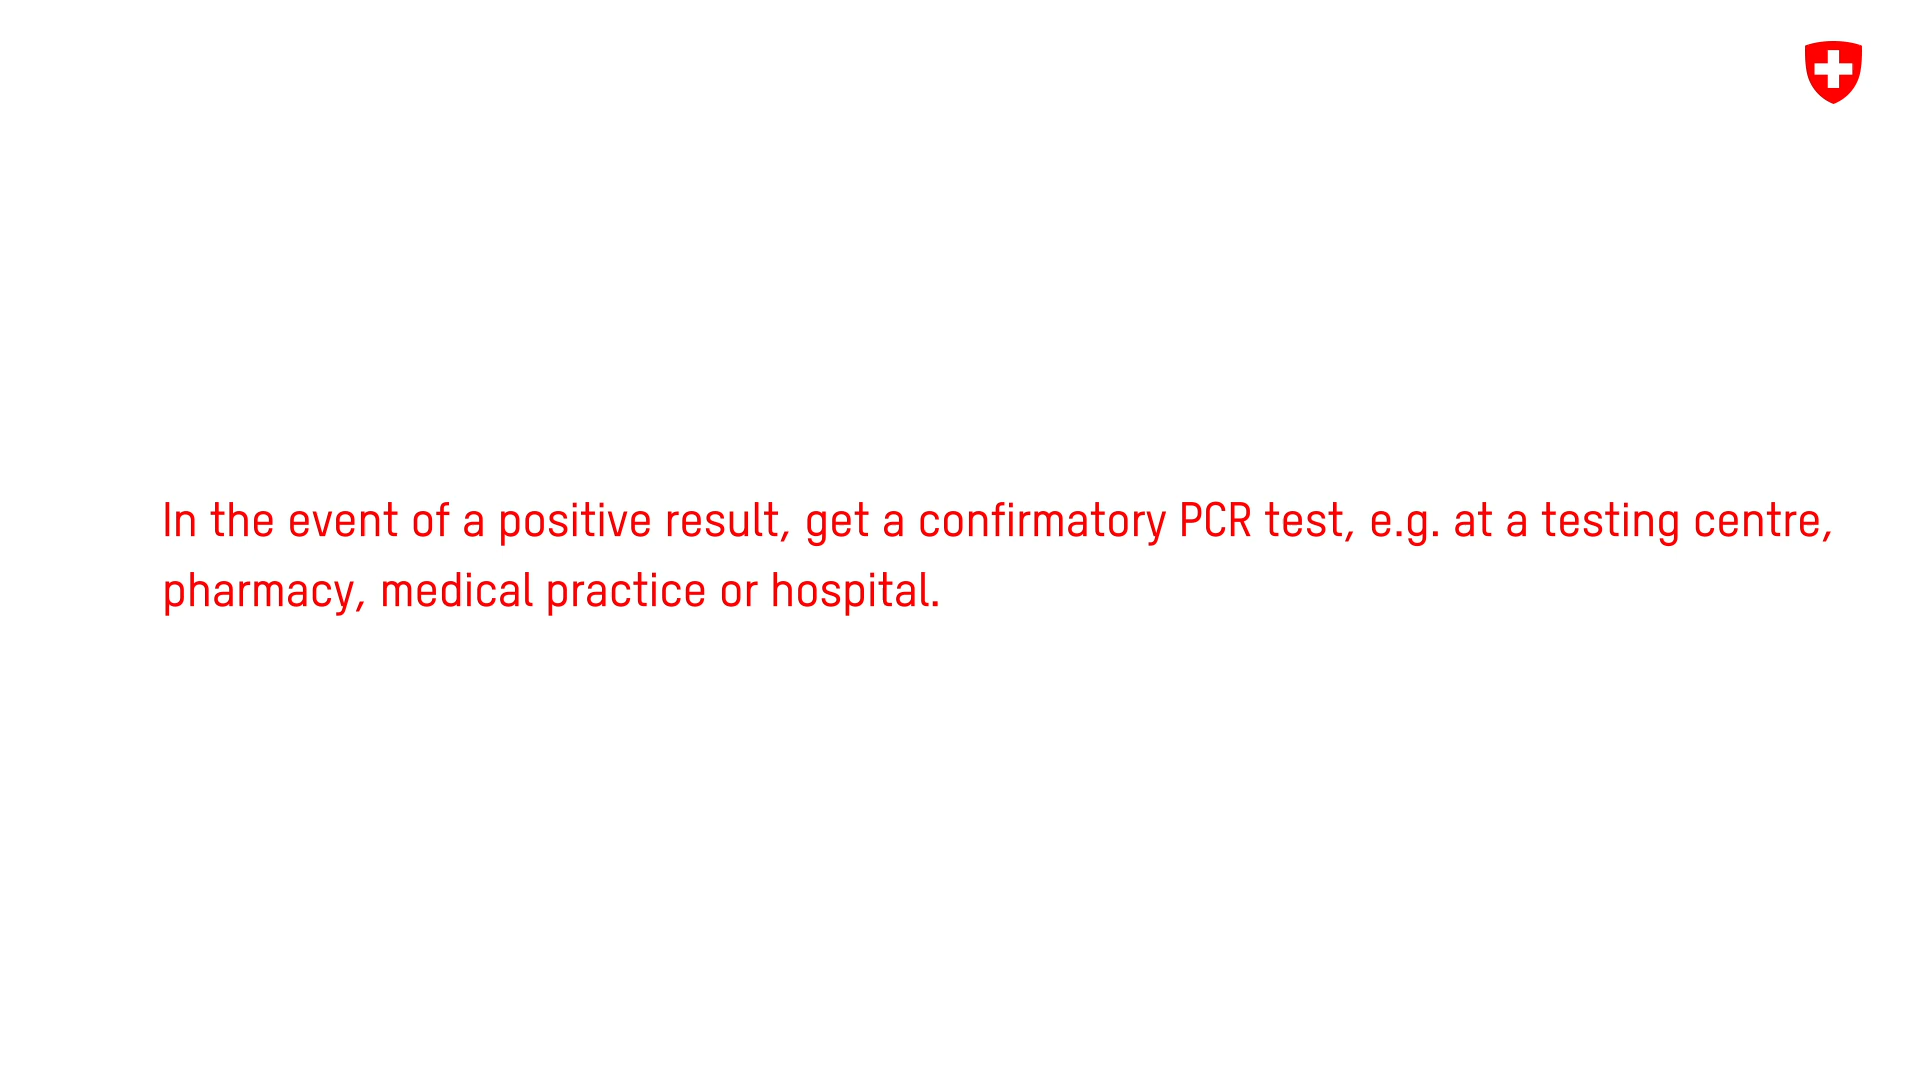 In the event of a positive result, get a confirmatory PCR test, e.g. at a testing centre,
pharmacy, medical practice or hospital.